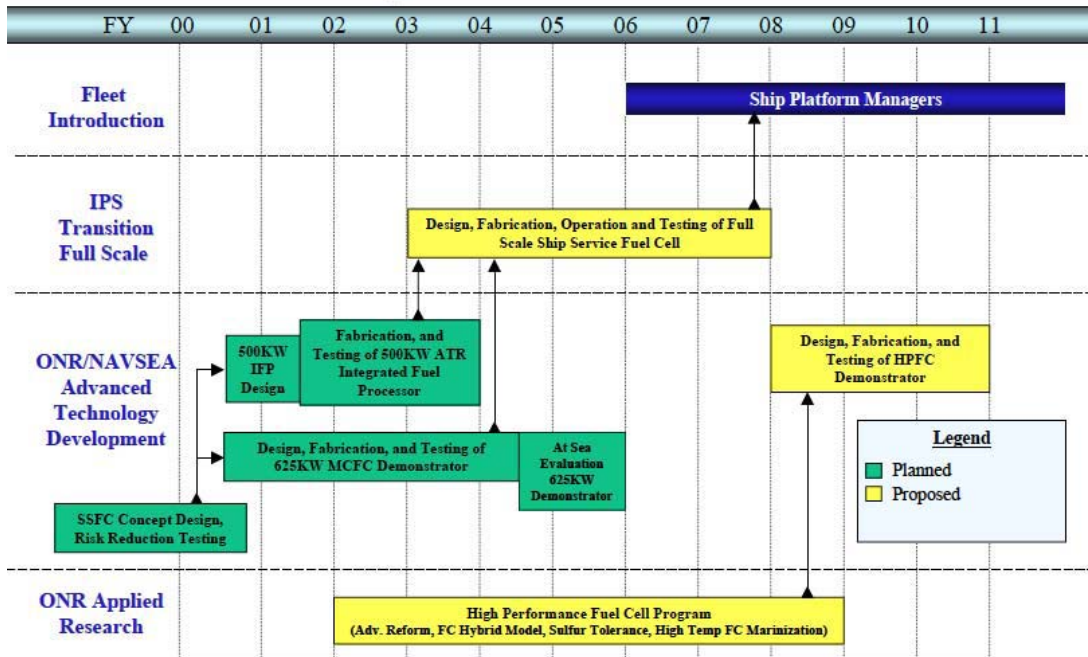 FY 00 01 02 03 04 05 06 07 08 09 10 11
Fleet
Introduction
Ship Platform Managers
IPS
Transition
Full Scale
Design, Fabrication, Operation and Testing of Full
Scale Ship Service Fuel Cell
ONR/NAVSEA
Advanced
Technology
Development
500KW
IFP
Design
Fabrication, and
Testing of 500KW ATR
Integrated Fuel
Processor
Design, Fabrication, and
Testing of HPFC
Demonstrator
Design, Fabrication, and Testing of
625KW MCFC Demonstrator
At Sea
Evaluation
625KW
Demonstrator
SSFC Concept Design,
Risk Reduction Testing
Legend
Planned
Proposed
ONR Applied
Research
High Performance Fuel Cell Program
(Adv. Reform, FC Hybrid Model, Sulfur Tolerance, High Temp FC Marinization)